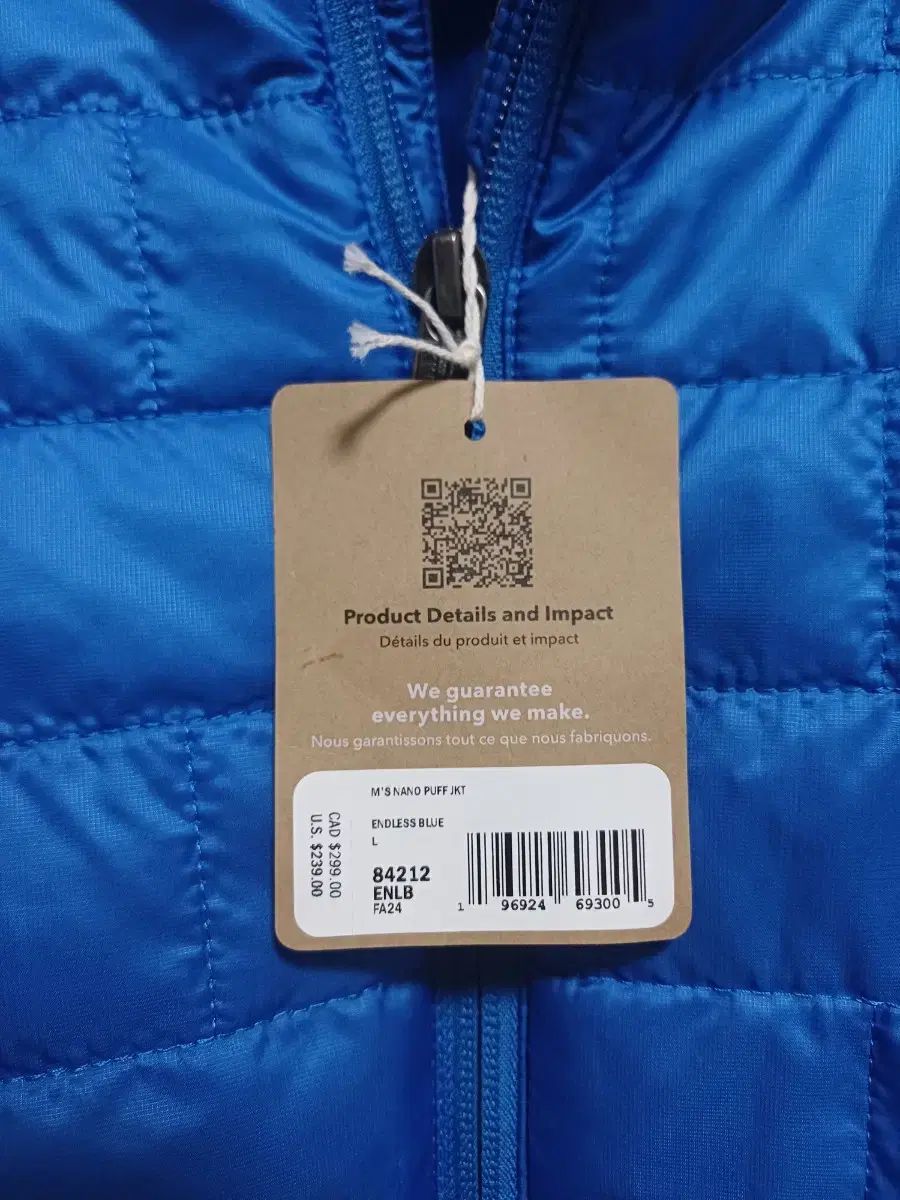 Product Details and Impact
Détails du produit et impact
We guarantee
everything we make.
Nous garantissons tout ce que nous fabriquons.
M'S NANO PUFF JKT
ENDLESS BLUE
L
84212
ENLB
FA24
CAD $299.00
U.S. $239.00
1 96924 69300 5